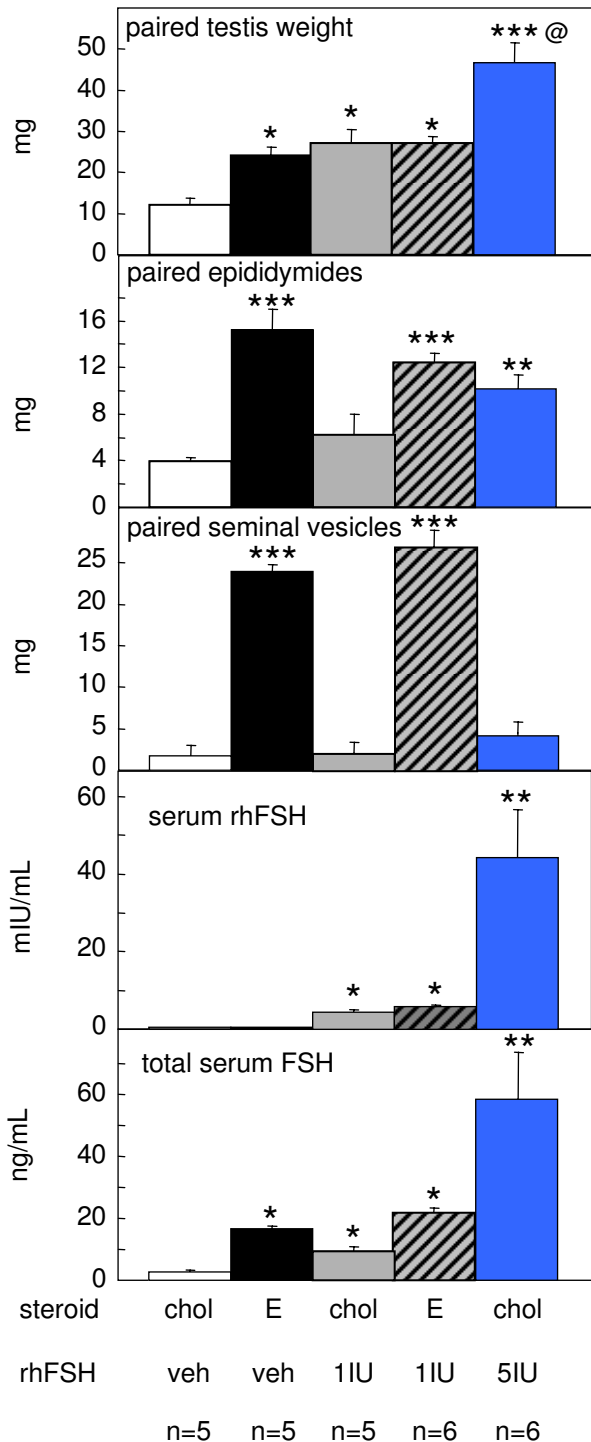 paired testis weight
*** @
50
40
* * *
30
20
10
0
mg
paired epididymides
***
16
***
12
**
8
4
0
mg
paired seminal vesicles
***
***
25
20
15
10
5
0
mg
60
serum rhFSH
**
40
20
* *
0
mIU/mL
total serum FSH
**
60
40
* * *
20
0
ng/mL
steroid chol E chol E chol
rhFSH veh veh 1IU 1IU 5IU
n=5 n=5 n=5 n=6 n=6